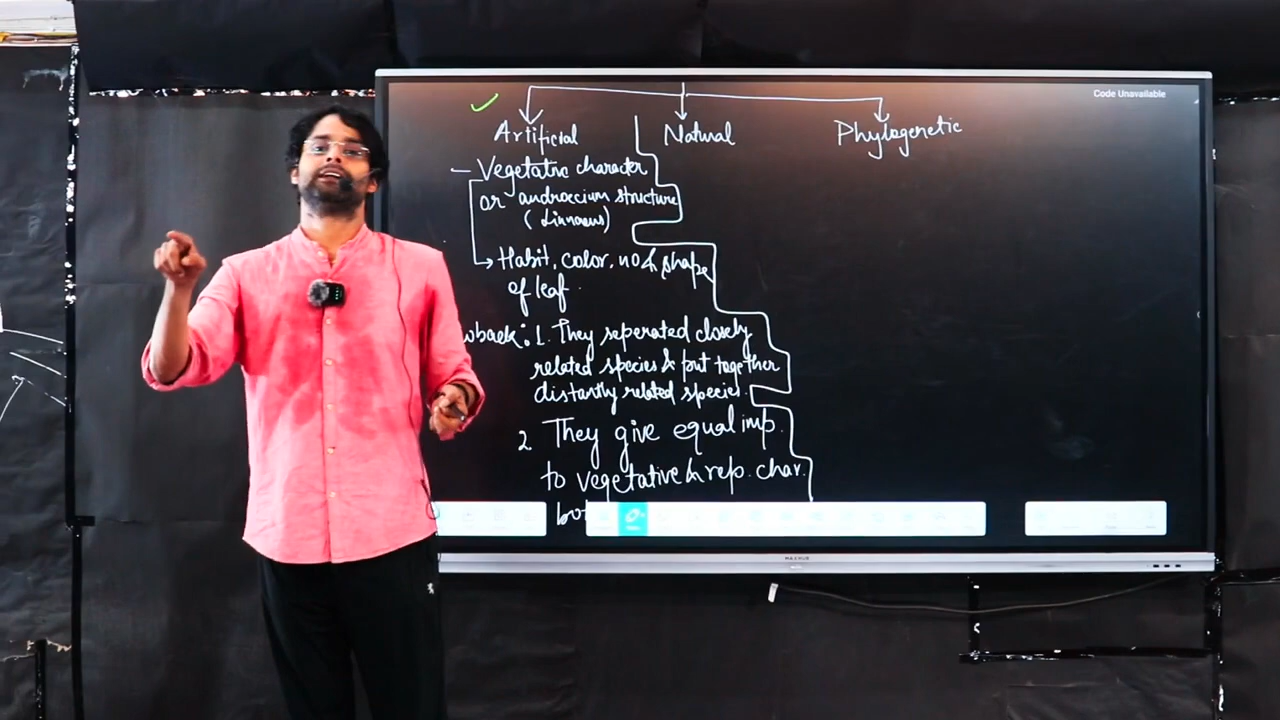 Code Unavailable
Artificial Natural Phylogenetic
– Vegetative character
or androecium structure
(Linnaeus)
Habit, color, no & shape
of leaf.
wback: 1. They seperated closely
related species & put together
distantly related species.
2 They give equal imp.
to vegetative & rep. char.
bot
MAXHUB